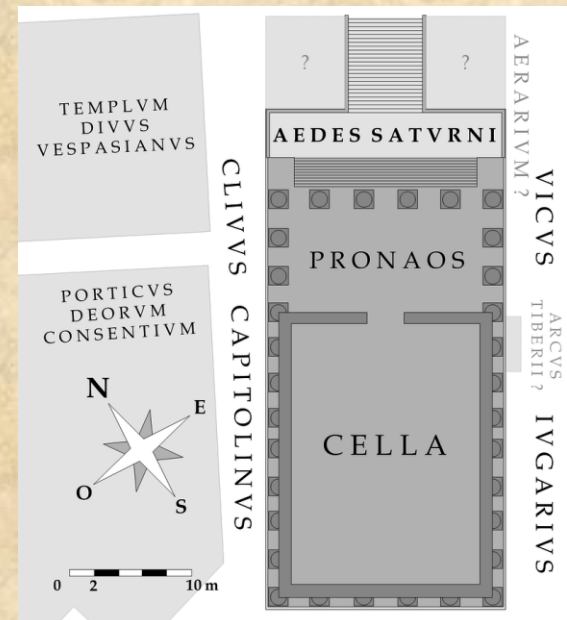 TEMPLVM
DIVVS
VESPASIANVS
PORTICVS
DEORVM
CONSENTIVM
N
E
O
S
0 2 10 m
CLIVVS CAPITOLINVS
?
?
AEDES SATVRNI
PRONAOS
CELLA
AERARIVM ?
VICVS IVGARIVS
ARCVS
TIBERII ?